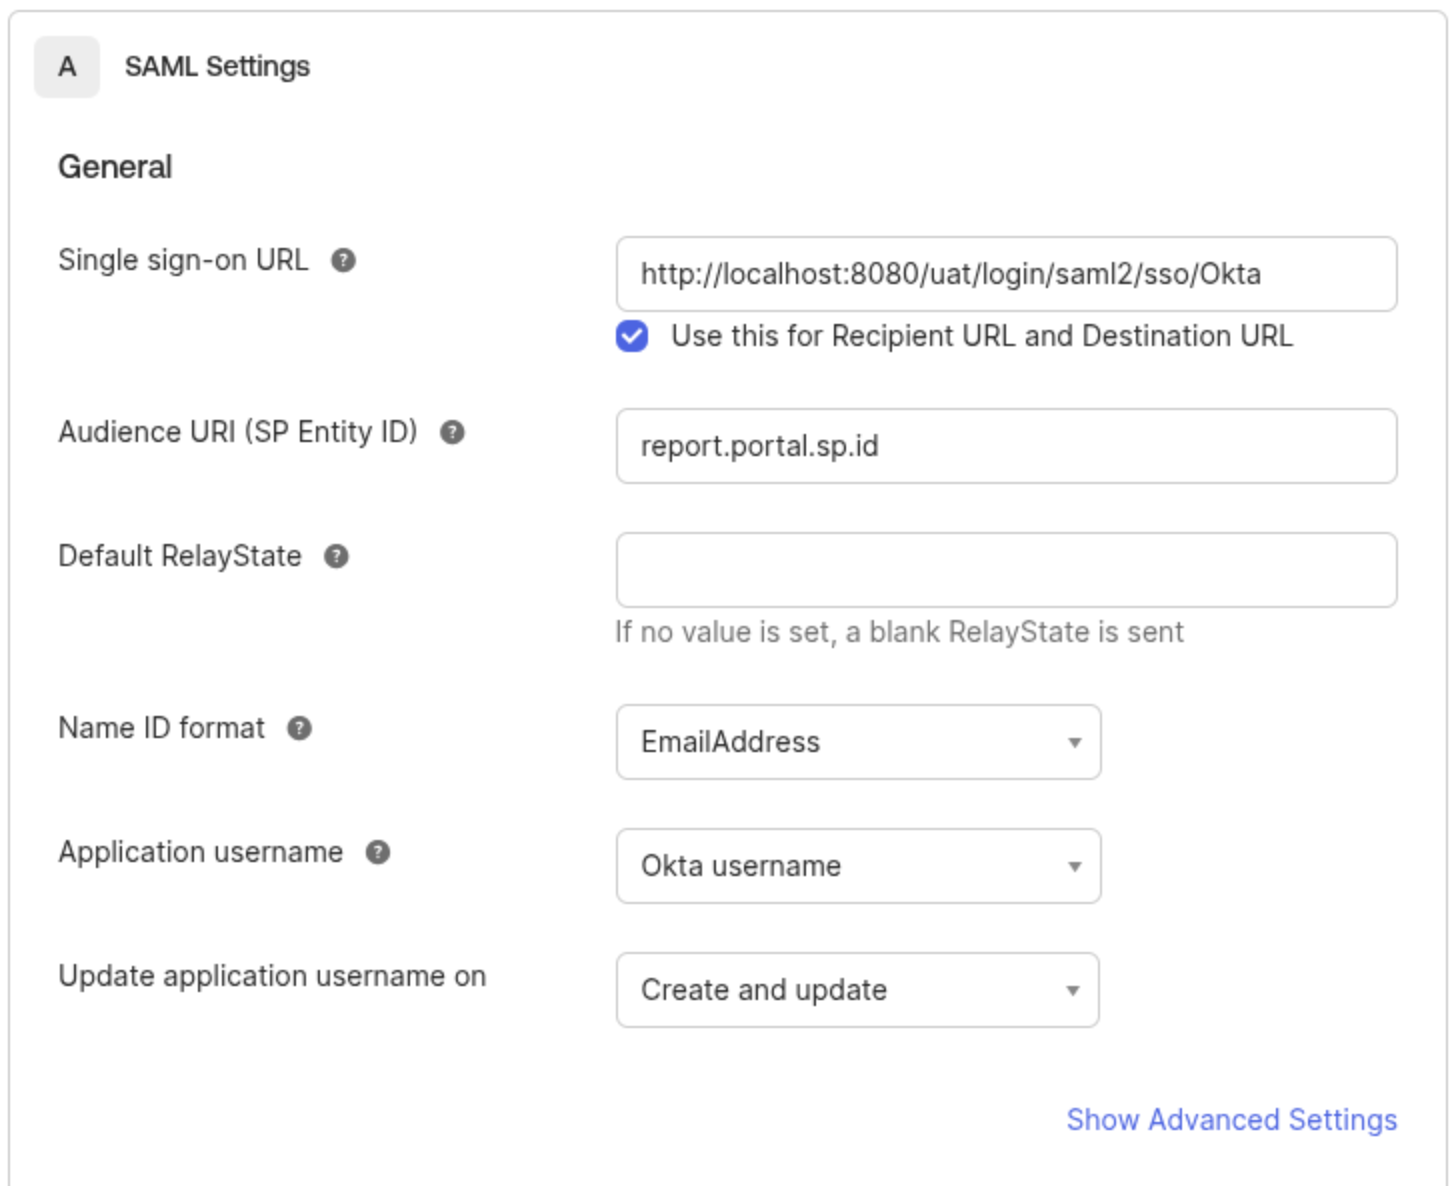 A SAML Settings
General
Single sign-on URL ?
http://localhost:8080/uat/login/saml2/sso/Okta
Use this for Recipient URL and Destination URL
Audience URI (SP Entity ID) ?
report.portal.sp.id
Default RelayState ?
If no value is set, a blank RelayState is sent
Name ID format ?
EmailAddress
Application username ?
Okta username
Update application username on
Create and update
Show Advanced Settings